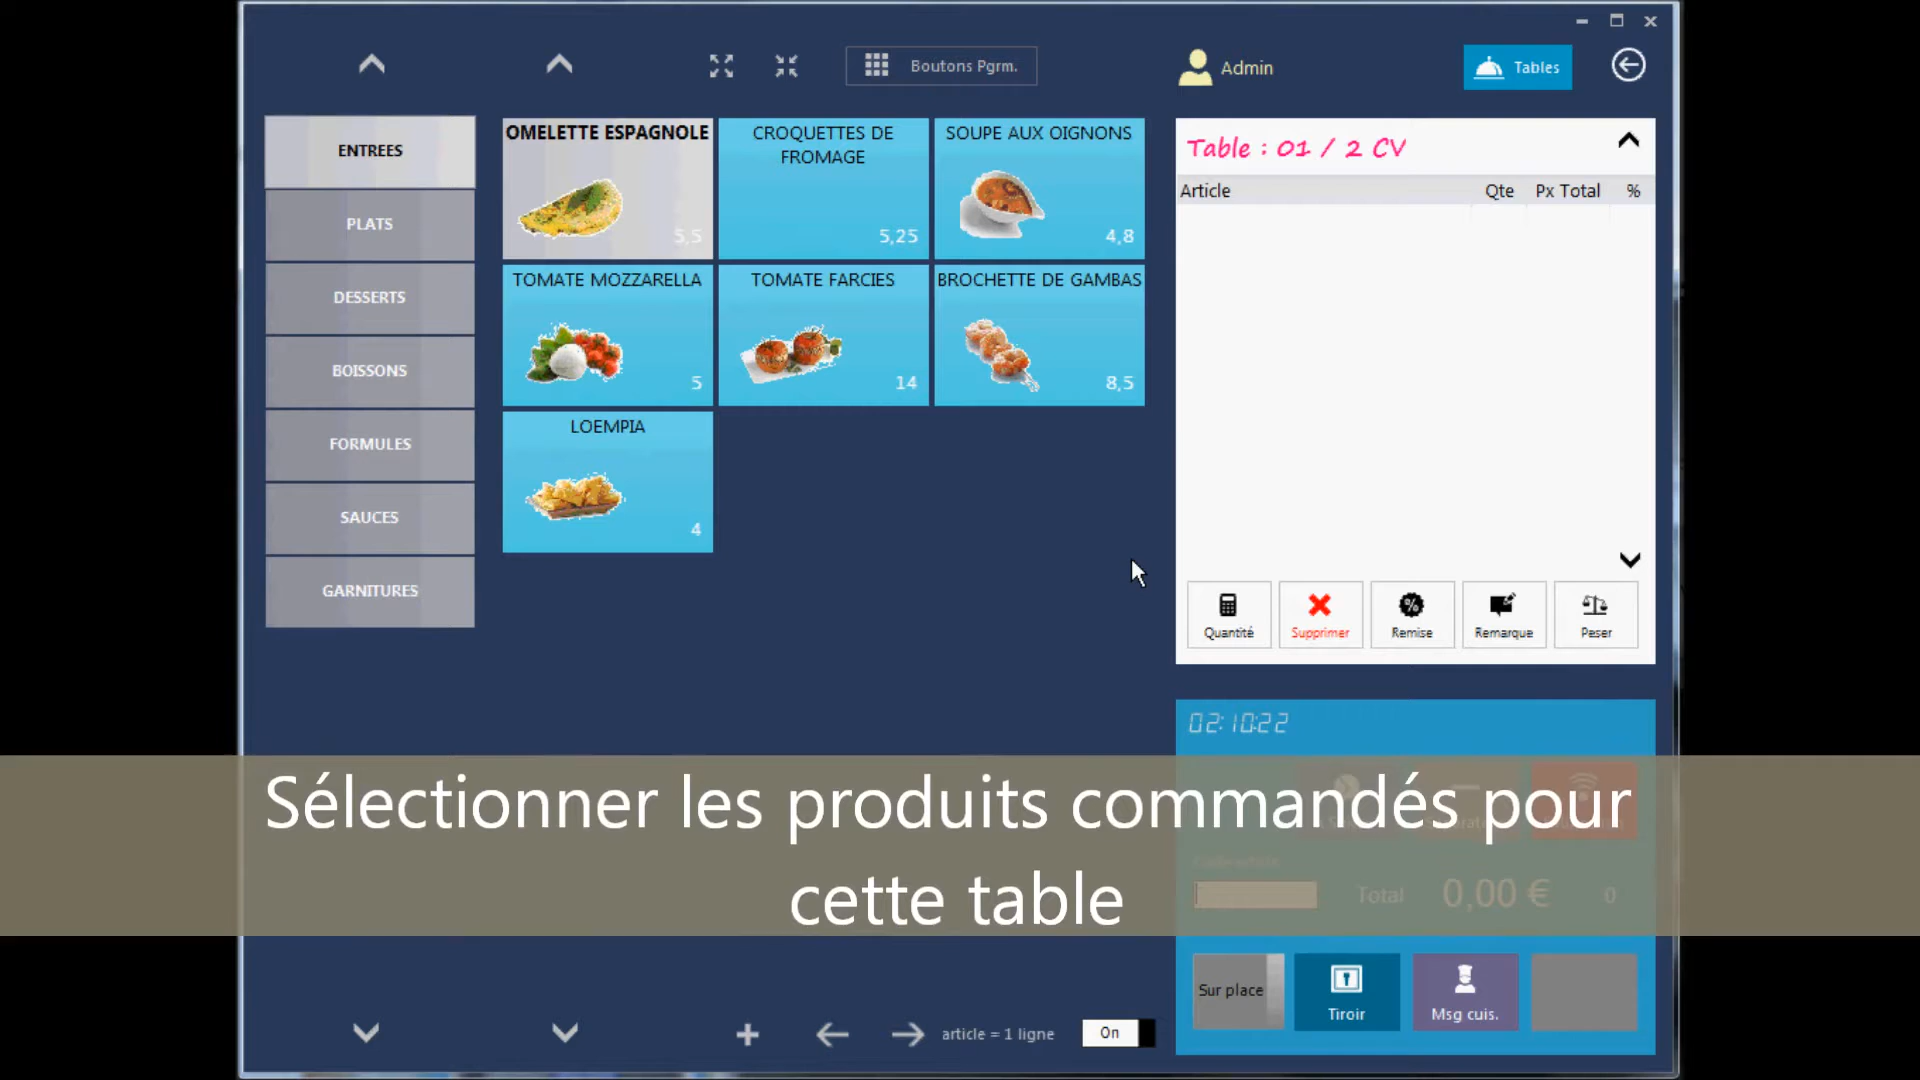 Boutons Pgrm.
Admin
Tables
ENTREES
PLATS
DESSERTS
BOISSONS
FORMULES
SAUCES
GARNITURES
OMELETTE ESPAGNOLE
5,5
CROQUETTES DE
FROMAGE
5,25
SOUPE AUX OIGNONS
4,8
TOMATE MOZZARELLA
5
TOMATE FARCIES
14
BROCHETTE DE GAMBAS
8,5
LOEMPIA
4
Table : 01 / 2 CV
Article Qte Px Total %
Quantité
Supprimer
Remise
Remarque
Peser
02:10:22
Sélectionner les produits commandés pour
cette table
Total 0,00 € 0
Sur place
Tiroir
Msg cuis.
article = 1 ligne
On